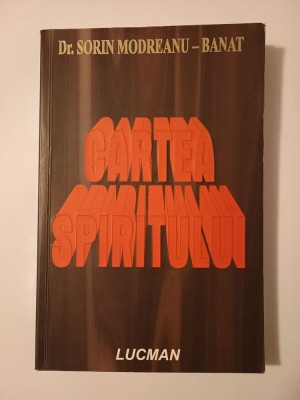 Dr. SORIN MODREANU – BANAT
CARTEA
SPIRITULUI
LUCMAN